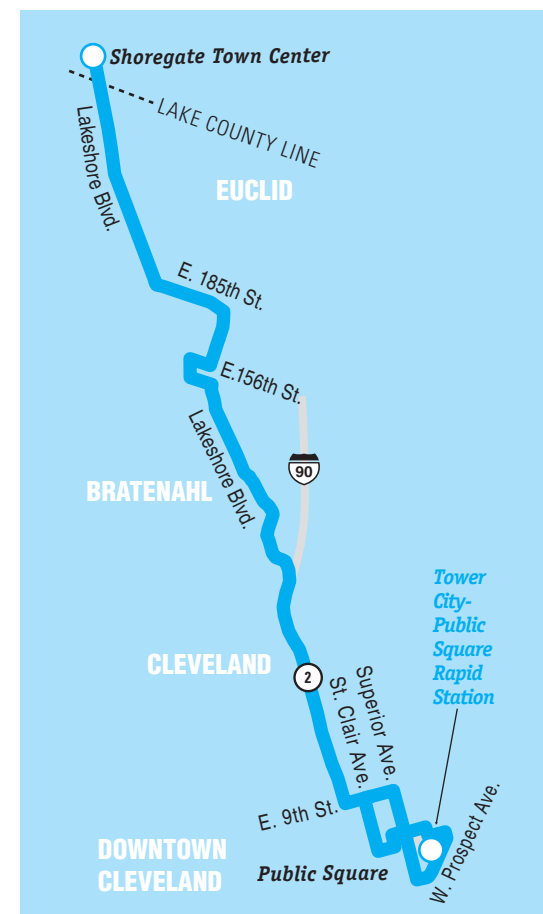 Shoregate Town Center
LAKE COUNTY LINE
Lakeshore Blvd.
EUCLID
E. 185th St.
E.156th St.
Lakeshore Blvd.
90
BRATENAHL
Tower
City-
Public
Square
Rapid
Station
CLEVELAND
2
Superior Ave.
St. Clair Ave.
E. 9th St.
W. Prospect Ave.
DOWNTOWN
CLEVELAND
Public Square